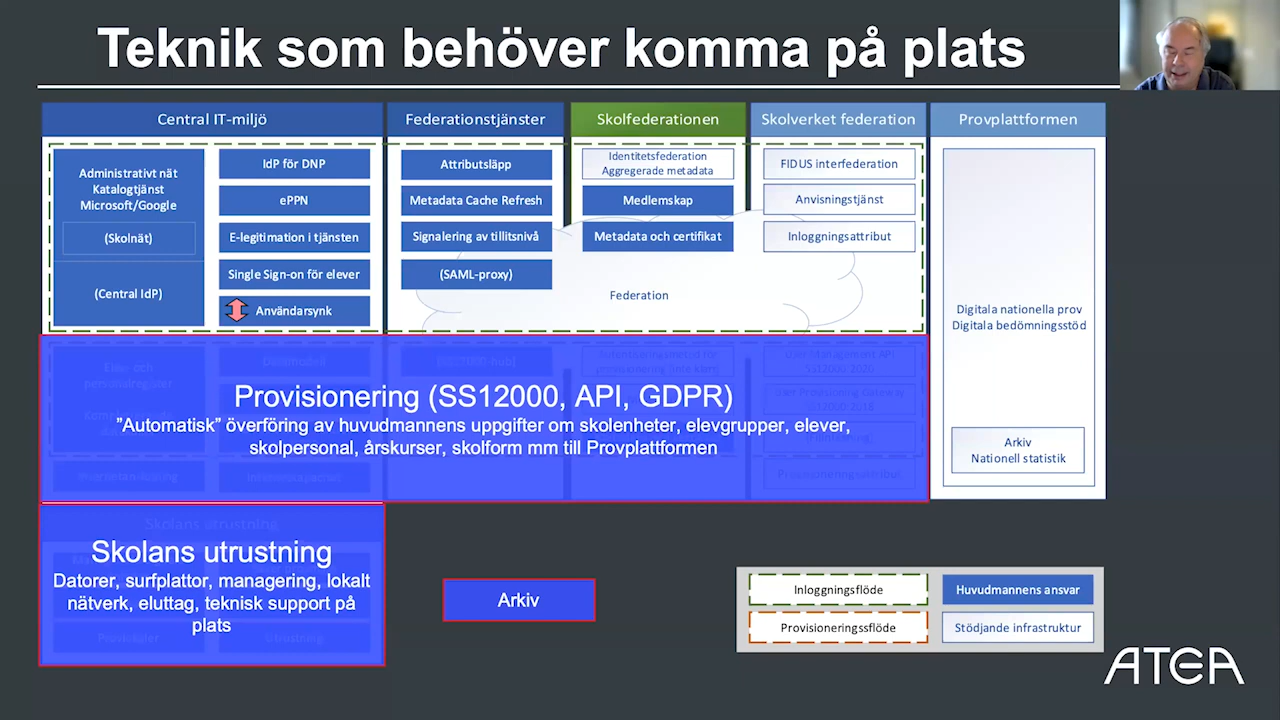 Teknik som behöver komma på plats
Central IT-miljö
Federationstjänster
Skolfederationen
Skolverket federation
Provplattformen
Administrativt nät
Katalogtjänst
Microsoft/Google
(Skolnät)
(Central IdP)
IdP för DNP
ePPN
E-legitimation i tjänsten
Single Sign-on för elever
Användarsynk
Attributsläpp
Metadata Cache Refresh
Signalering av tillitsnivå
(SAML-proxy)
Identitetsfederation
Aggregerade metadata
Medlemskap
Metadata och certifikat
Federation
FIDUS interfederation
Anvisningstjänst
Inloggningsattribut
Digitala nationella prov
Digitala bedömningsstöd
Arkiv
Nationell statistik
Provisionering (SS12000, API, GDPR)
”Automatisk” överföring av huvudmannens uppgifter om skolenheter, elevgrupper, elever,
skolpersonal, årskurser, skolform mm till Provplattformen
Skolans utrustning
Skolans utrustning
Datorer, surfplattor, managering, lokalt
nätverk, eluttag, teknisk support på
plats
Arkiv
Inloggningsflöde
Huvudmannens ansvar
Provisioneringssflöde
Stödjande infrastruktur
ATEA